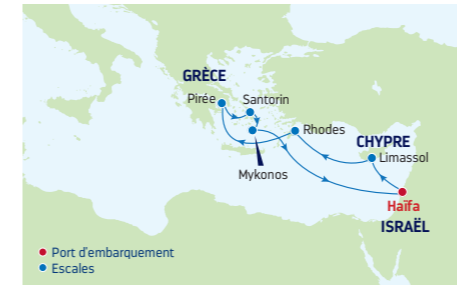 GRÈCE
Pirée
Santorin
Rhodes
CHYPRE
Limassol
Mykonos
Haïfa
ISRAËL
Port d'embarquement
Escales